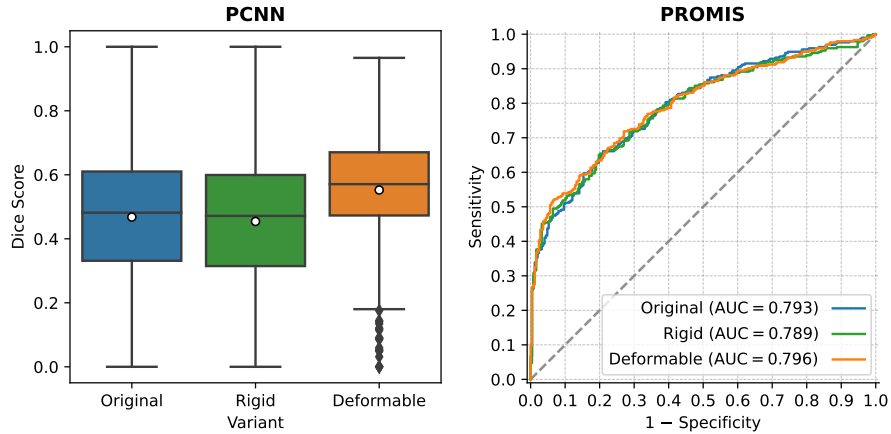 PCNN
1.0
0.8
0.6
0.4
0.2
0.0
Dice Score
Original
Rigid
Deformable
Variant
PROMIS
1.0
0.9
0.8
0.7
0.6
0.5
0.4
0.3
0.2
0.1
0.0
Sensitivity
Original (AUC = 0.793)
Rigid (AUC = 0.789)
Deformable (AUC = 0.796)
0.0 0.1 0.2 0.3 0.4 0.5 0.6 0.7 0.8 0.9 1.0
1 − Specificity